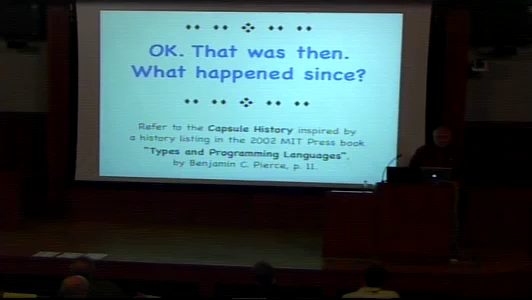 OK. That was then.
What happened since?
Refer to the Capsule History inspired by
a history listing in the 2002 MIT Press book
"Types and Programming Languages",
by Benjamin C. Pierce, p. 11.